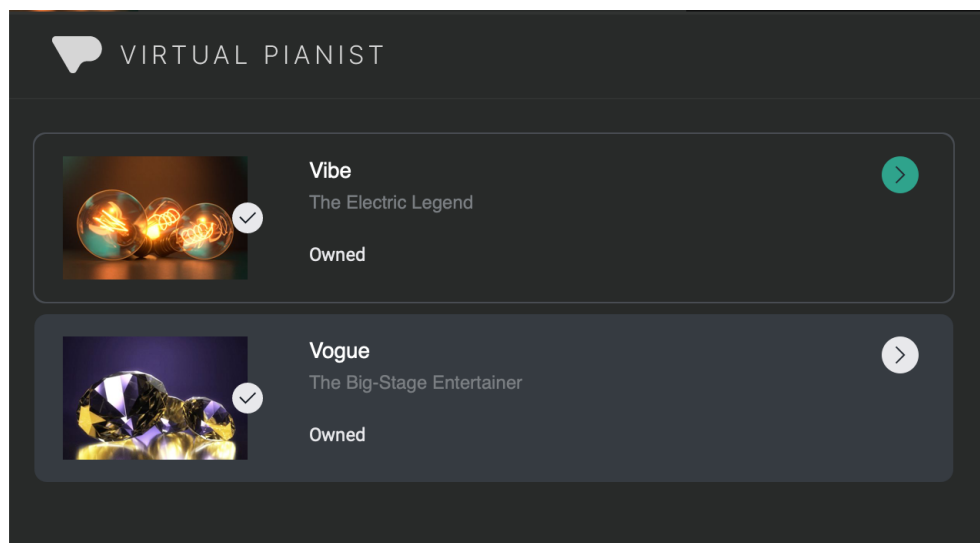 VIRTUAL PIANIST
Vibe
The Electric Legend
Owned
Vogue
The Big-Stage Entertainer
Owned